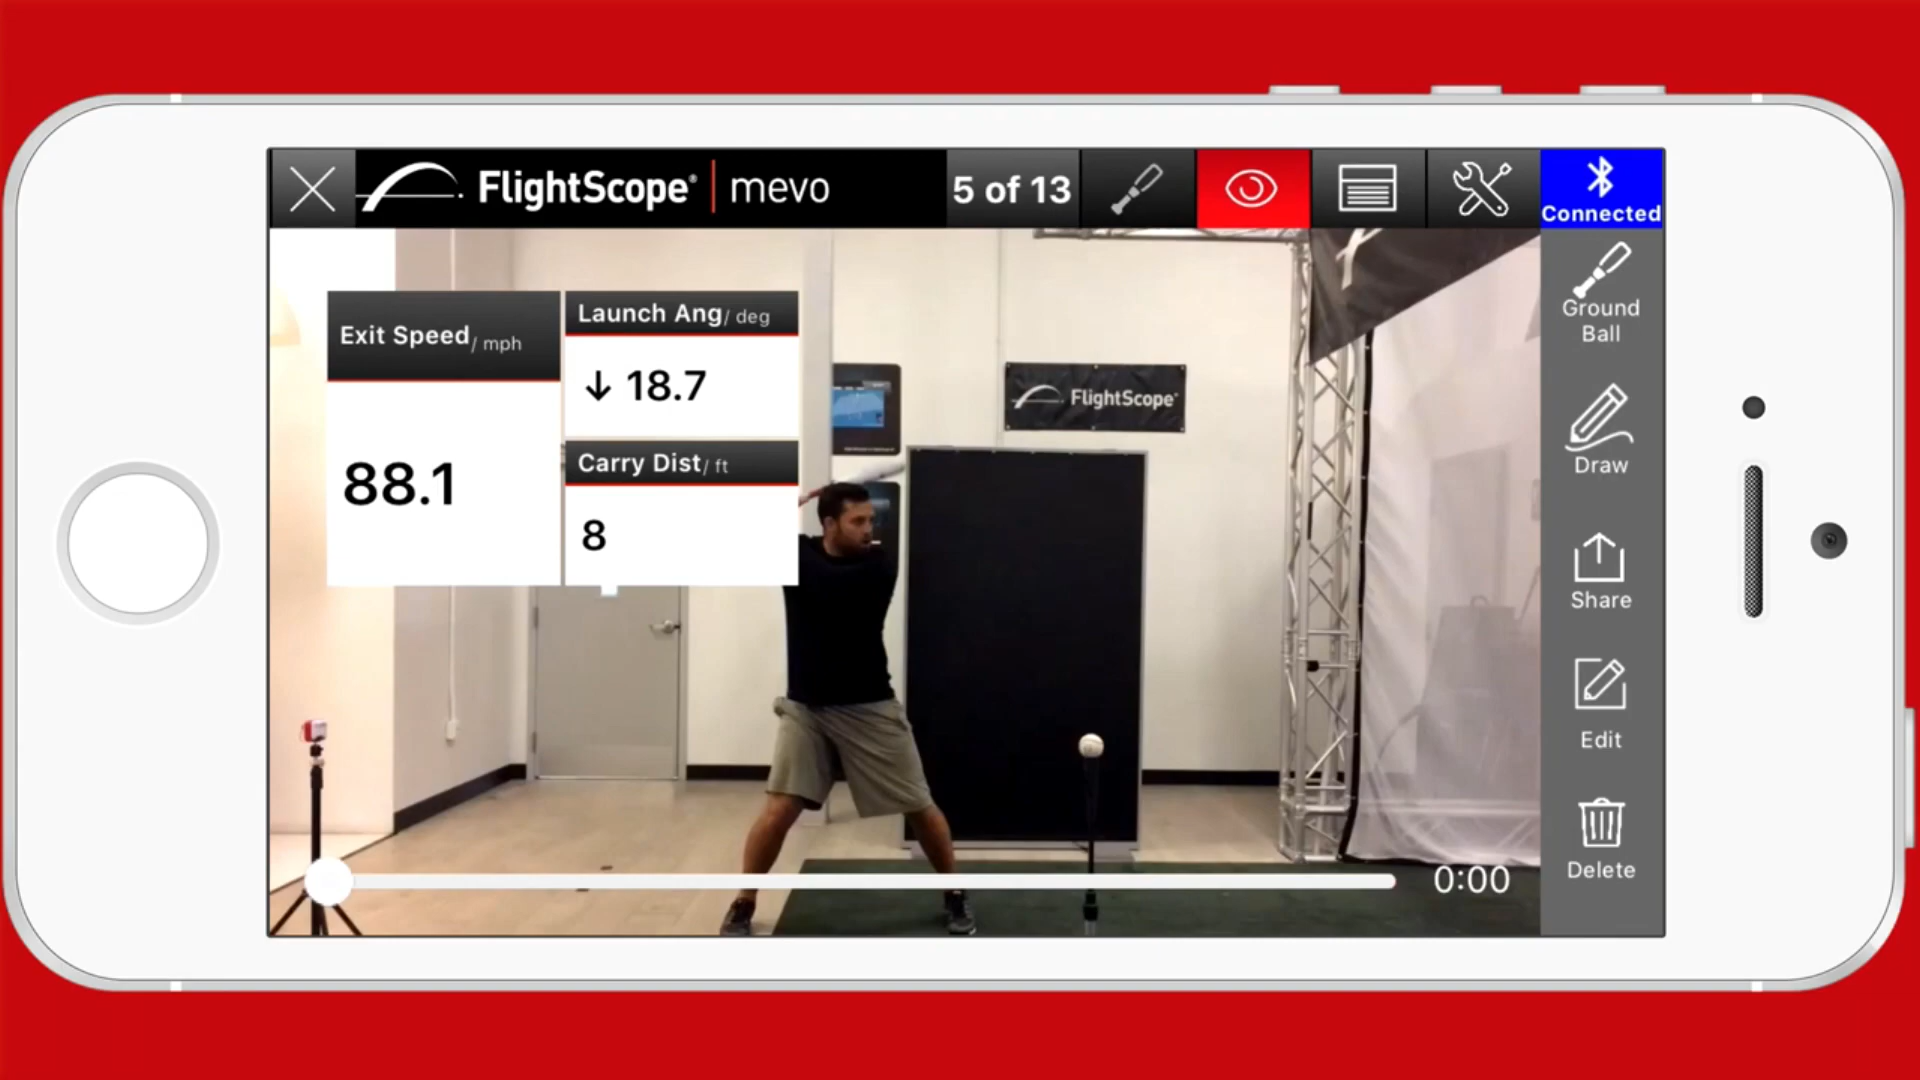 FlightScope® | mevo
5 of 13
Connected
Exit Speed/ mph
88.1
Launch Ang/ deg
↓ 18.7
Carry Dist/ ft
8
FlightScope®
Ground
Ball
Draw
Share
Edit
Delete
0:00